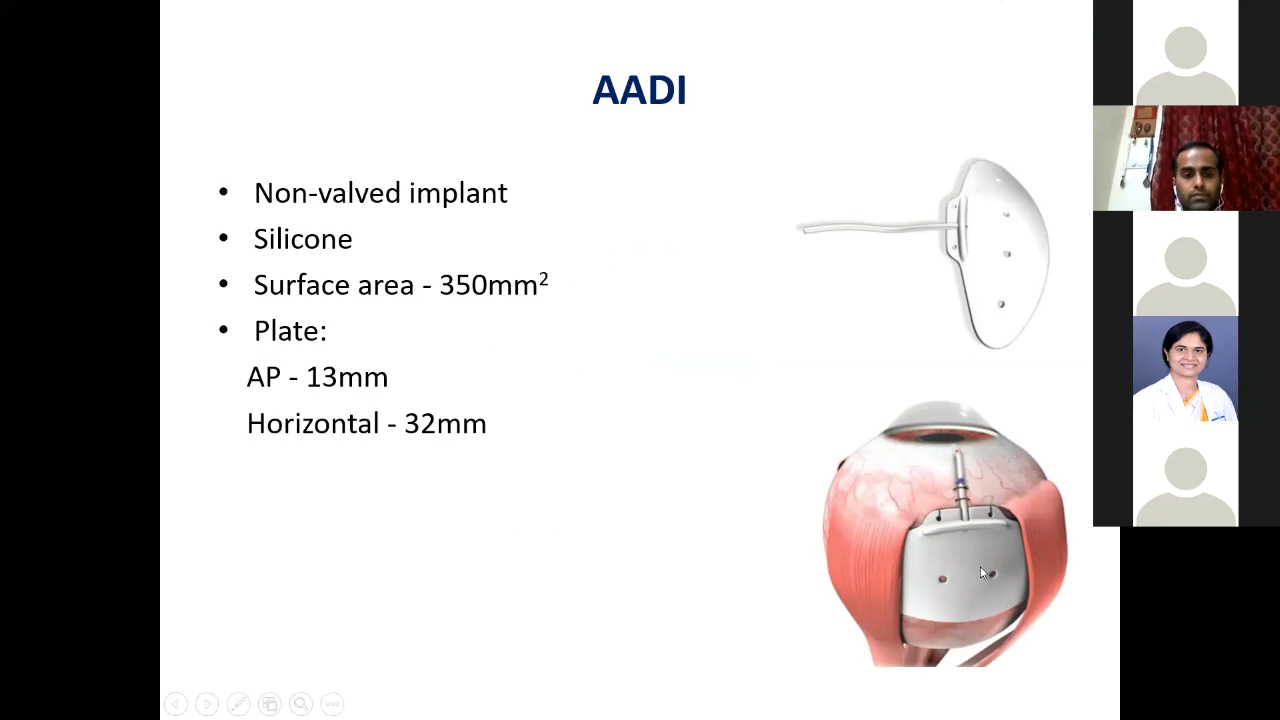 AADI
• Non-valved implant
• Silicone
• Surface area - 350mm²
• Plate:
AP - 13mm
Horizontal - 32mm